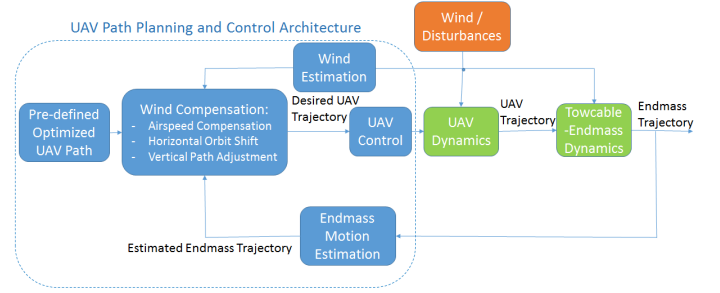 UAV Path Planning and Control Architecture
Wind /
Disturbances
Wind
Estimation
Desired UAV
Trajectory
Pre-defined
Optimized
UAV Path
Wind Compensation:
- Airspeed Compensation
- Horizontal Orbit Shift
- Vertical Path Adjustment
UAV
Control
UAV
Dynamics
UAV
Trajectory
Towcable
-Endmass
Dynamics
Endmass
Trajectory
Endmass
Motion
Estimation
Estimated Endmass Trajectory